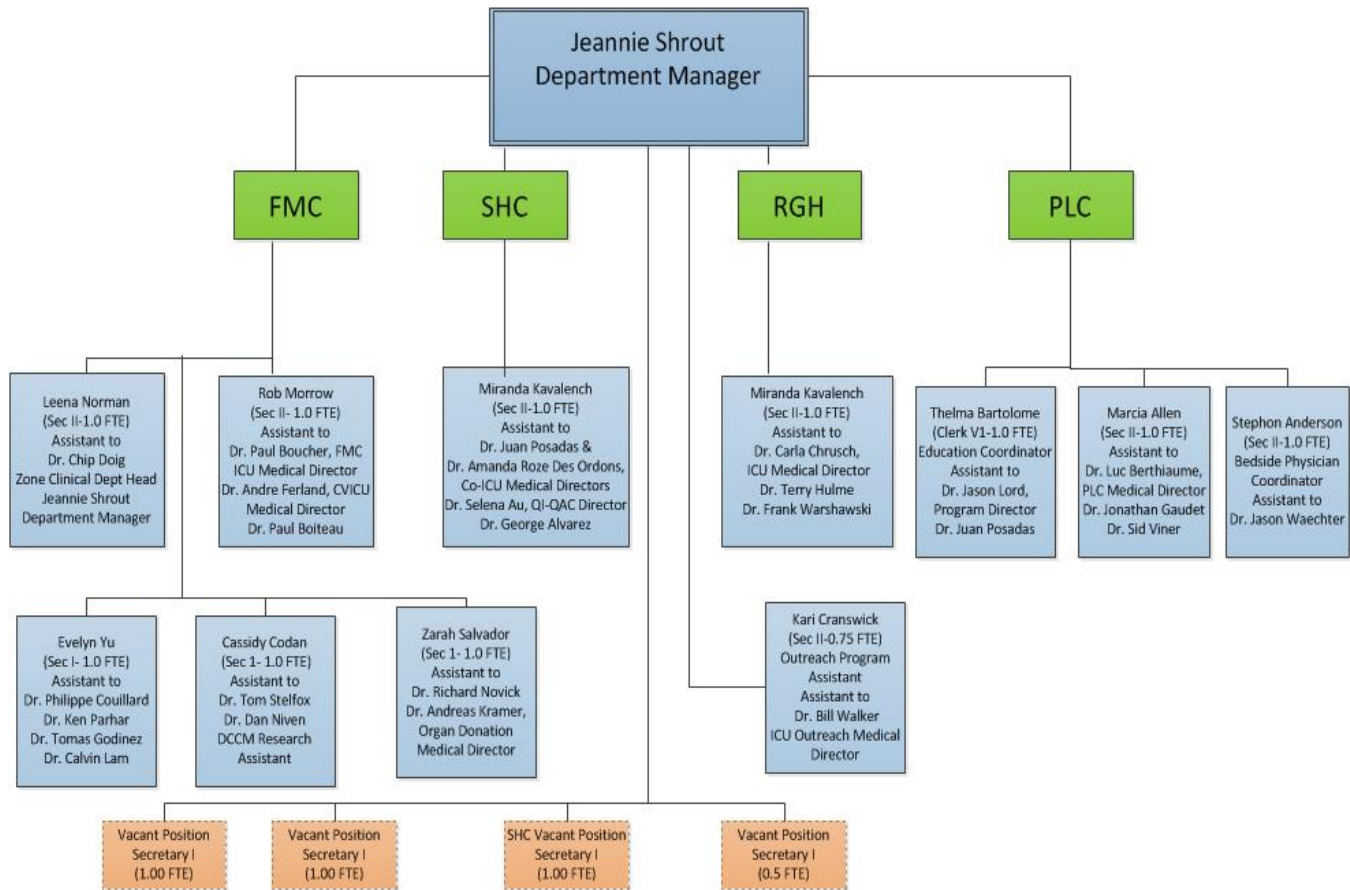 Jeannie Shrout
Department Manager
FMC
SHC
RGH
PLC
Leena Norman
(Sec II-1.0 FTE)
Assistant to
Dr. Chip Doig
Zone Clinical Dept Head
Jeannie Shrout
Department Manager
Rob Morrow
(Sec II- 1.0 FTE)
Assistant to
Dr. Paul Boucher, FMC
ICU Medical Director
Dr. Andre Ferland, CVICU
Medical Director
Dr. Paul Boiteau
Miranda Kavalench
(Sec II-1.0 FTE)
Assistant to
Dr. Juan Posadas &
Dr. Amanda Roze Des Ordons,
Co-ICU Medical Directors
Dr. Selena Au, QI-QAC Director
Dr. George Alvarez
Miranda Kavalench
(Sec II-1.0 FTE)
Assistant to
Dr. Carla Chrusch,
ICU Medical Director
Dr. Terry Hulme
Dr. Frank Warshawski
Thelma Bartolome
(Clerk V1-1.0 FTE)
Education Coordinator
Assistant to
Dr. Jason Lord,
Program Director
Dr. Juan Posadas
Marcia Allen
(Sec II-1.0 FTE)
Assistant to
Dr. Luc Berthiaume,
PLC Medical Director
Dr. Jonathan Gaudet
Dr. Sid Viner
Stephon Anderson
(Sec II-1.0 FTE)
Bedside Physician
Coordinator
Assistant to
Dr. Jason Waechter
Evelyn Yu
(Sec I- 1.0 FTE)
Assistant to
Dr. Philippe Couillard
Dr. Ken Parhar
Dr. Tomas Godinez
Dr. Calvin Lam
Cassidy Codan
(Sec 1- 1.0 FTE)
Assistant to
Dr. Tom Stelfox
Dr. Dan Niven
DCCM Research
Assistant
Zarah Salvador
(Sec 1- 1.0 FTE)
Assistant to
Dr. Richard Novick
Dr. Andreas Kramer,
Organ Donation
Medical Director
Kari Cranswick
(Sec II-0.75 FTE)
Outreach Program
Assistant
Assistant to
Dr. Bill Walker
ICU Outreach Medical
Director
Vacant Position
Secretary I
(1.00 FTE)
Vacant Position
Secretary I
(1.00 FTE)
SHC Vacant Position
Secretary I
(1.00 FTE)
Vacant Position
Secretary I
(0.5 FTE)